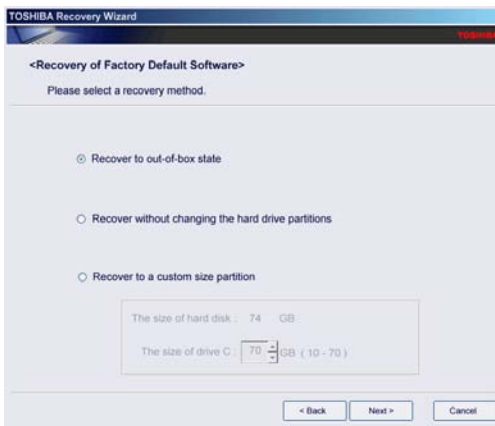 TOSHIBA Recovery Wizard
TOSHIBA
<Recovery of Factory Default Software>
Please select a recovery method.
Recover to out-of-box state
Recover without changing the hard drive partitions
Recover to a custom size partition
The size of hard disk : 74 GB
The size of drive C : 70 GB ( 10 - 70 )
< Back Next > Cancel